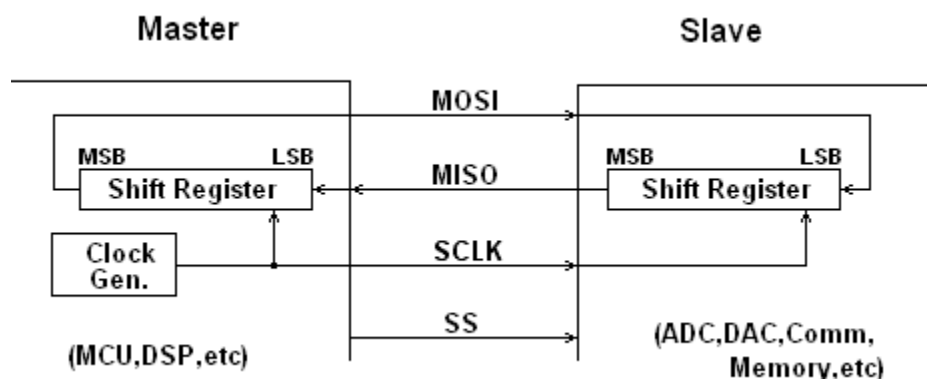 Master
Slave
MOSI
MSB LSB
Shift Register
MISO
MSB LSB
Shift Register
Clock
Gen.
SCLK
SS
(MCU,DSP,etc)
(ADC,DAC,Comm,
Memory,etc)